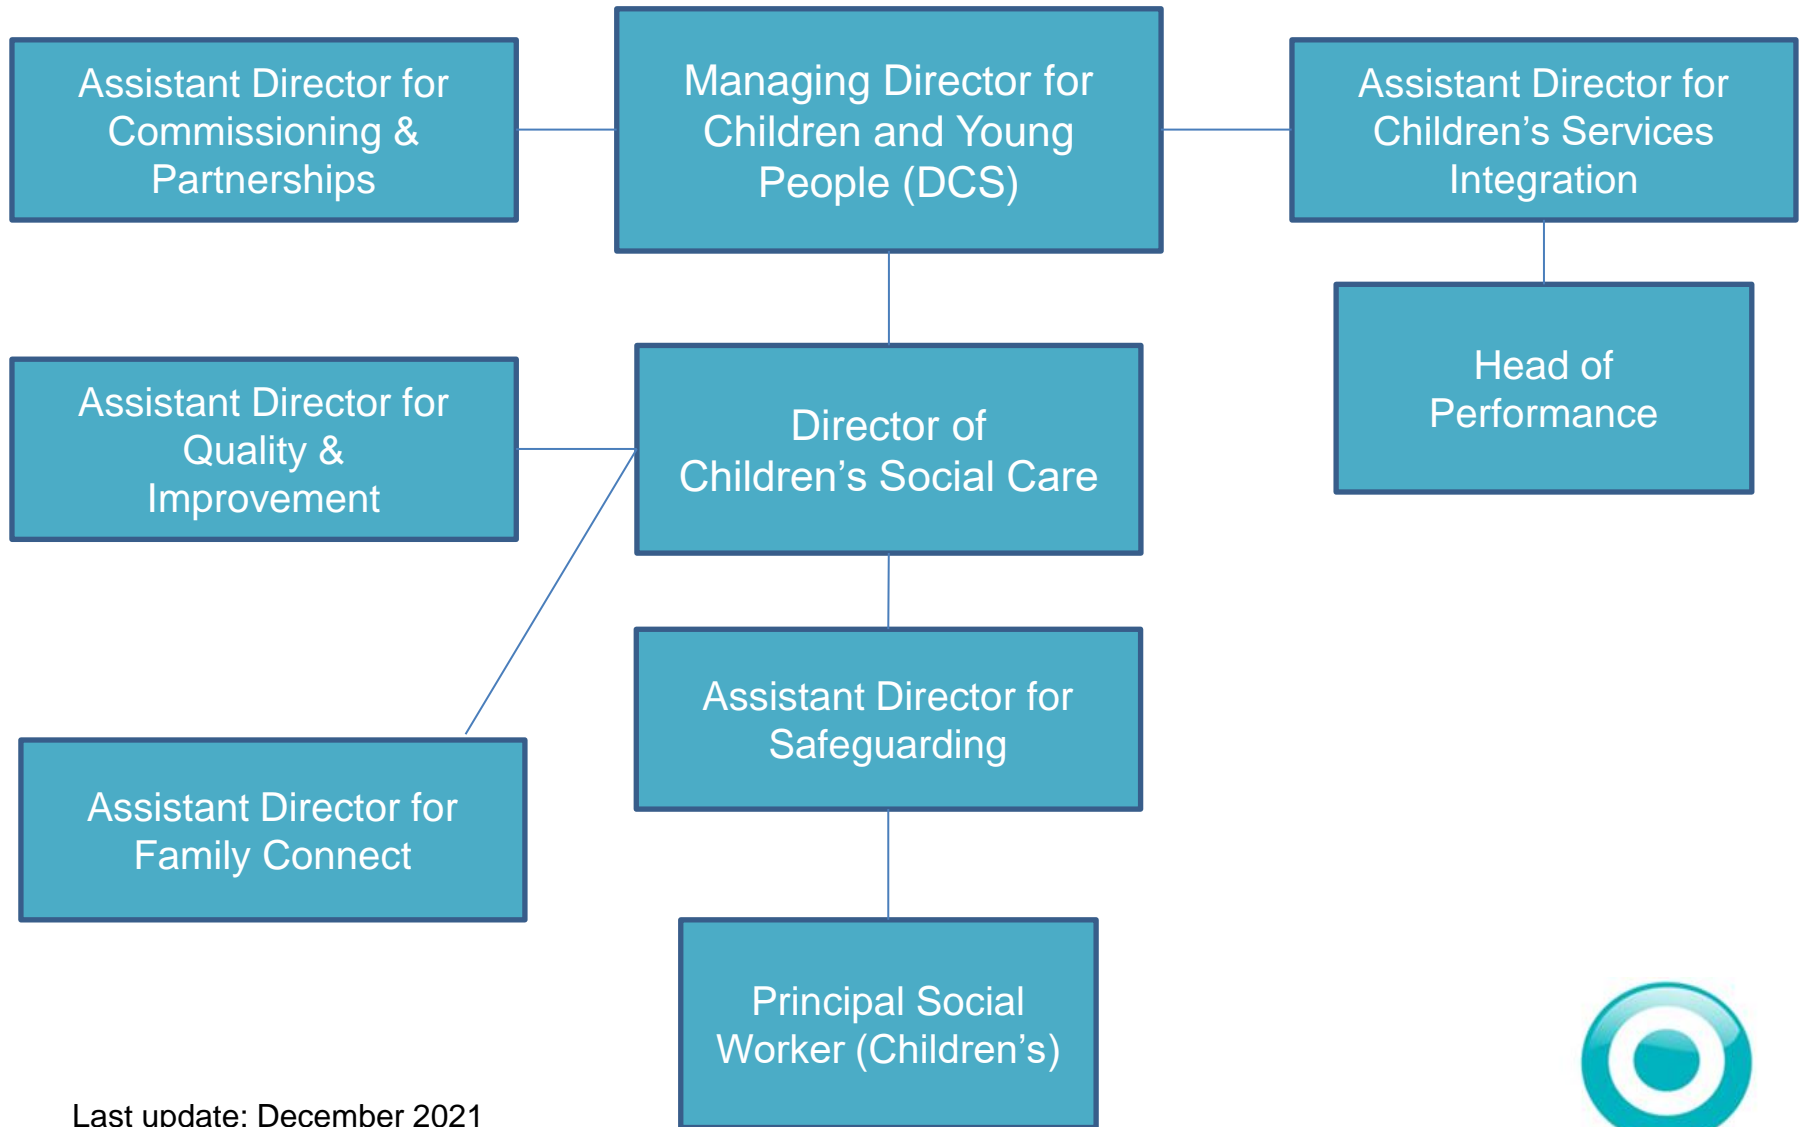 Assistant Director for
Commissioning &
Partnerships
Managing Director for
Children and Young
People (DCS)
Assistant Director for
Children’s Services
Integration
Head of
Performance
Assistant Director for
Quality &
Improvement
Director of
Children’s Social Care
Assistant Director for
Safeguarding
Assistant Director for
Family Connect
Principal Social
Worker (Children’s)
Last update: December 2021